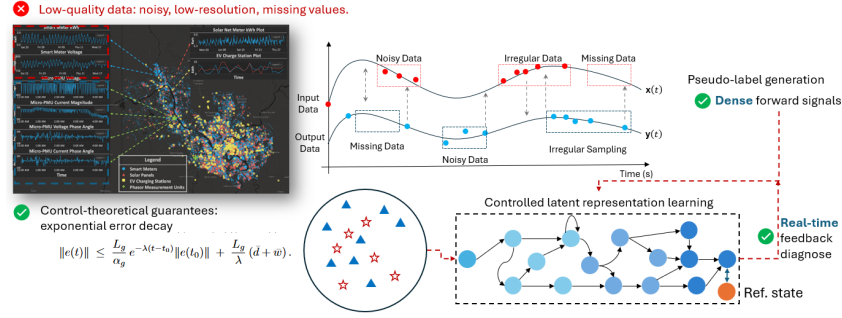 Low-quality data: noisy, low-resolution, missing values.
Smart Meter Voltage
Solar Net Meter kWh Plot
EV Charge Station Plot
Time
Micro-PMU Current Magnitude
Micro-PMU Voltage Phase Angle
Micro-PMU Current Phase Angle
Legend
Smart Meters
Solar Panels
EV Charging Stations
Phasor Measurement Units
Noisy Data
Irregular Data
Missing Data
x(t)
Input
Data
Output
Data
y(t)
Missing Data
Noisy Data
Irregular Sampling
Time (s)
Pseudo-label generation
Dense forward signals
Control-theoretical guarantees:
exponential error decay
‖e(t)‖ ≤ L_g/α_g e^{−λ(t−t_0)}‖e(t_0)‖ + L_g/λ (d̄ + w̄).
Controlled latent representation learning
Real-time
feedback
diagnose
Ref. state